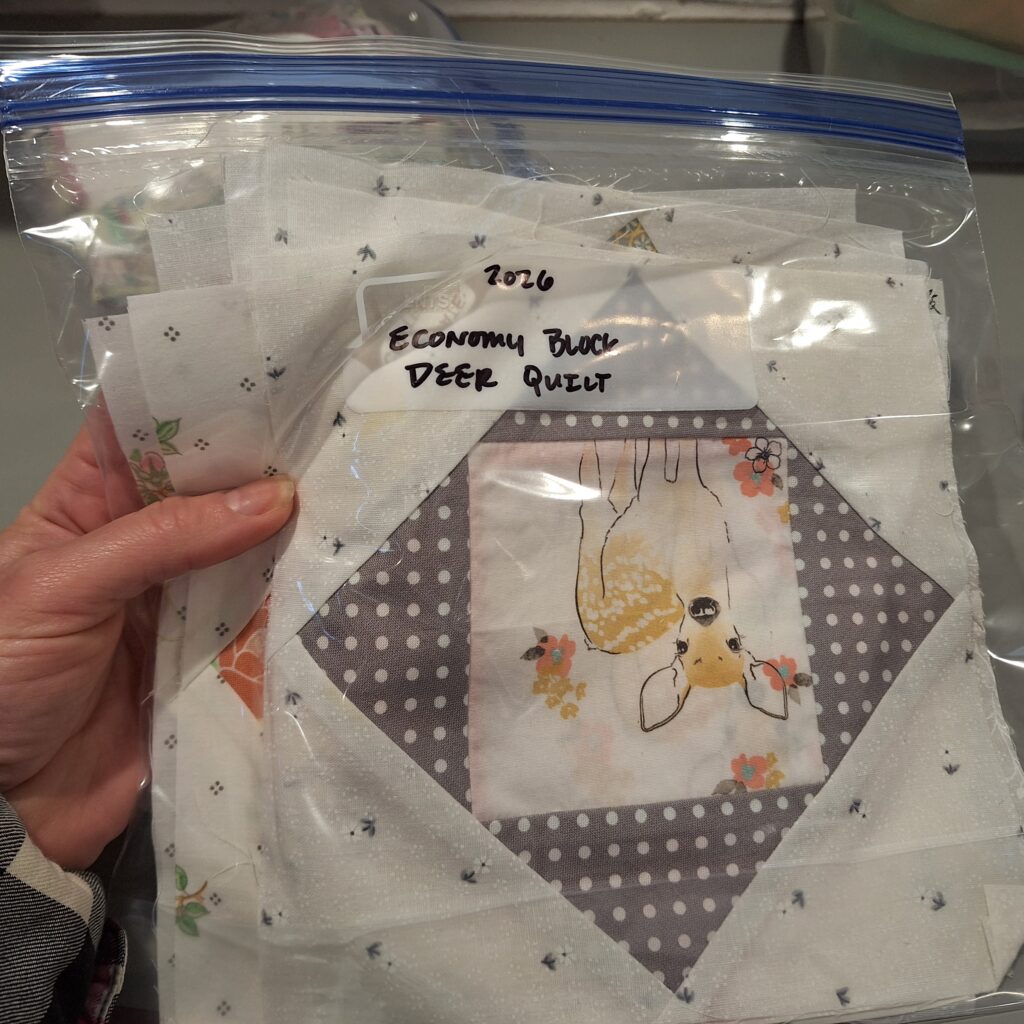 2026
ECONOMY BLOCK
DEER QUILT